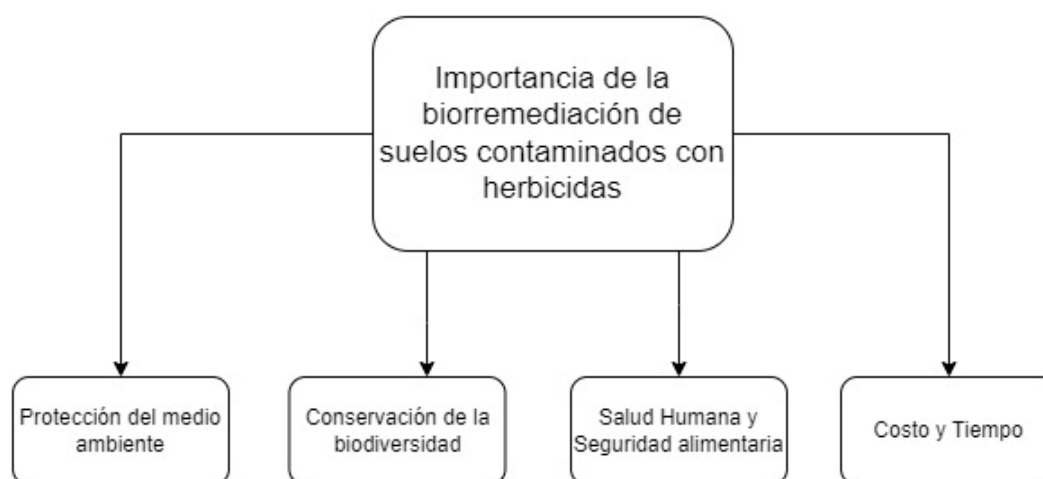 Importancia de la
biorremediación de
suelos contaminados con
herbicidas
Protección del medio
ambiente
Conservación de la
biodiversidad
Salud Humana y
Seguridad alimentaria
Costo y Tiempo